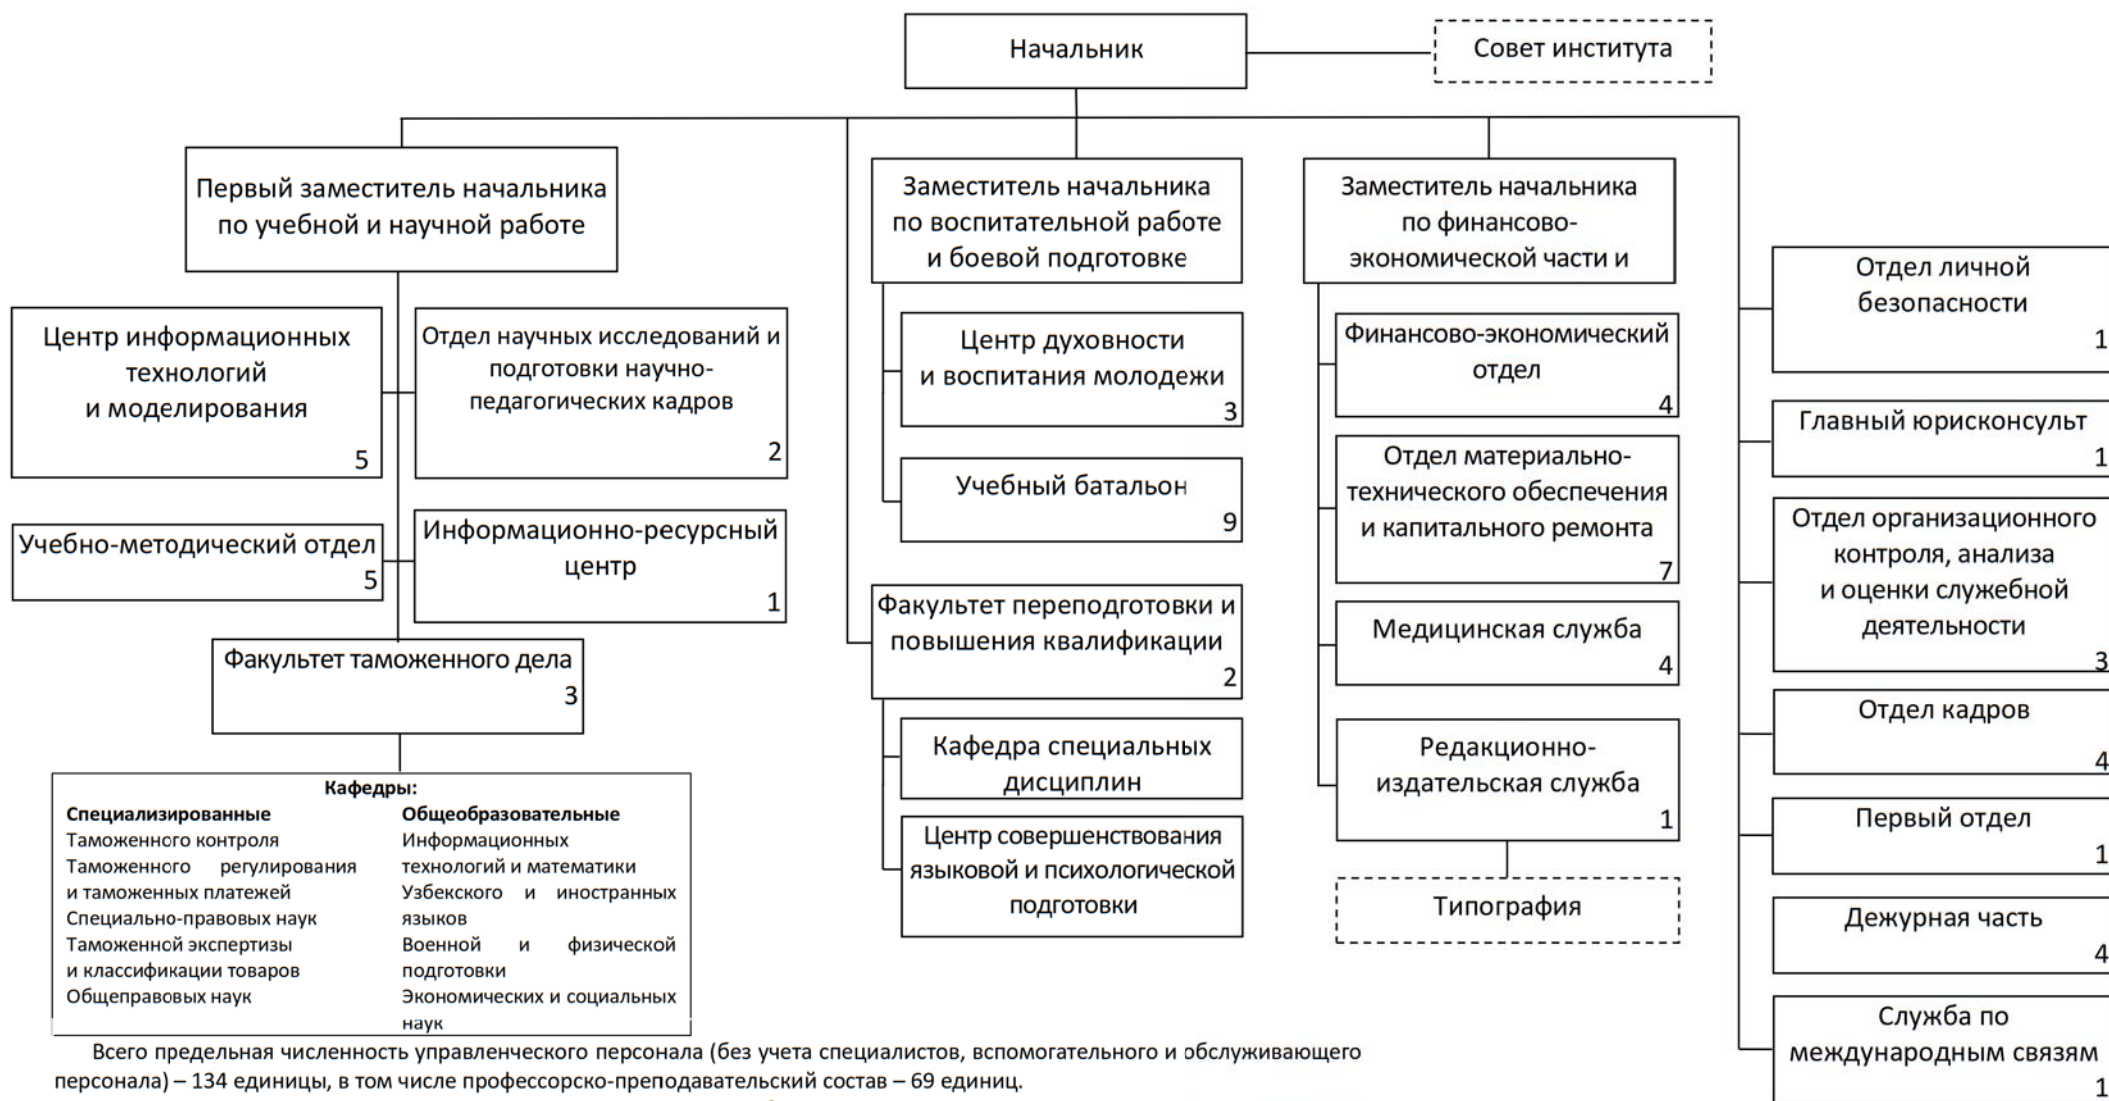 Начальник
Совет института
Первый заместитель начальника
по учебной и научной работе
Заместитель начальника
по воспитательной работе
и боевой подготовке
Заместитель начальника
по финансово-
экономической части и
Центр информационных
технологий
и моделирования
5
Отдел научных исследований и
подготовки научно-
педагогических кадров
2
Учебно-методический отдел
5
Информационно-ресурсный
центр
1
Факультет таможенного дела
3
Кафедры:
Специализированные
Таможенного контроля
Таможенного регулирования
и таможенных платежей
Специально-правовых наук
Таможенной экспертизы
и классификации товаров
Общеправовых наук
Общеобразовательные
Информационных
технологий и математики
Узбекского и иностранных
языков
Военной и физической
подготовки
Экономических и социальных
наук
Центр духовности
и воспитания молодежи
3
Учебный батальон
9
Факультет переподготовки и
повышения квалификации
2
Кафедра специальных
дисциплин
Центр совершенствования
языковой и психологической
подготовки
Финансово-экономический
отдел
4
Отдел материально-
технического обеспечения
и капитального ремонта
7
Медицинская служба
4
Редакционно-
издательская служба
1
Типография
Отдел личной
безопасности
1
Главный юрисконсульт
1
Отдел организационного
контроля, анализа
и оценки служебной
деятельности
3
Отдел кадров
4
Первый отдел
1
Дежурная часть
4
Служба по
международным связям
1
Всего предельная численность управленческого персонала (без учета специалистов, вспомогательного и обслуживающего
персонала) – 134 единицы, в том числе профессорско-преподавательский состав – 69 единиц.